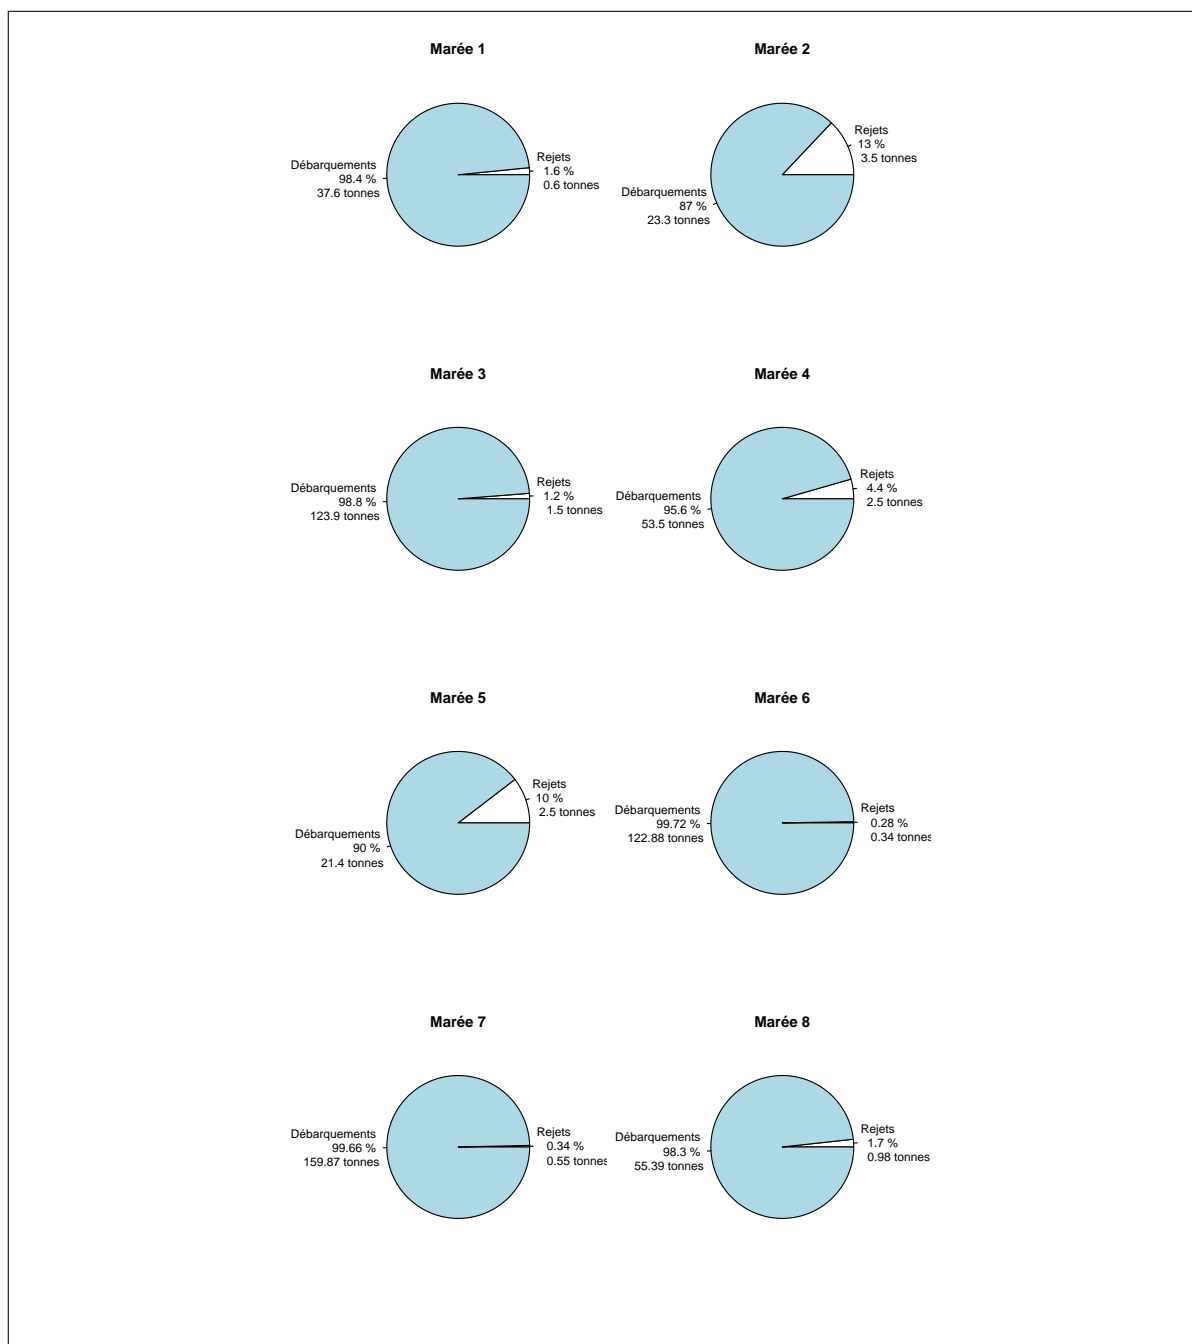 Marée 1
Rejets
1.6 %
0.6 tonnes
Débarquements
98.4 %
37.6 tonnes
Marée 2
Rejets
13 %
3.5 tonnes
Débarquements
87 %
23.3 tonnes
Marée 3
Rejets
1.2 %
1.5 tonnes
Débarquements
98.8 %
123.9 tonnes
Marée 4
Rejets
4.4 %
2.5 tonnes
Débarquements
95.6 %
53.5 tonnes
Marée 5
Rejets
10 %
2.5 tonnes
Débarquements
90 %
21.4 tonnes
Marée 6
Rejets
0.28 %
0.34 tonnes
Débarquements
99.72 %
122.88 tonnes
Marée 7
Rejets
0.34 %
0.55 tonnes
Débarquements
99.66 %
159.87 tonnes
Marée 8
Rejets
1.7 %
0.98 tonnes
Débarquements
98.3 %
55.39 tonnes